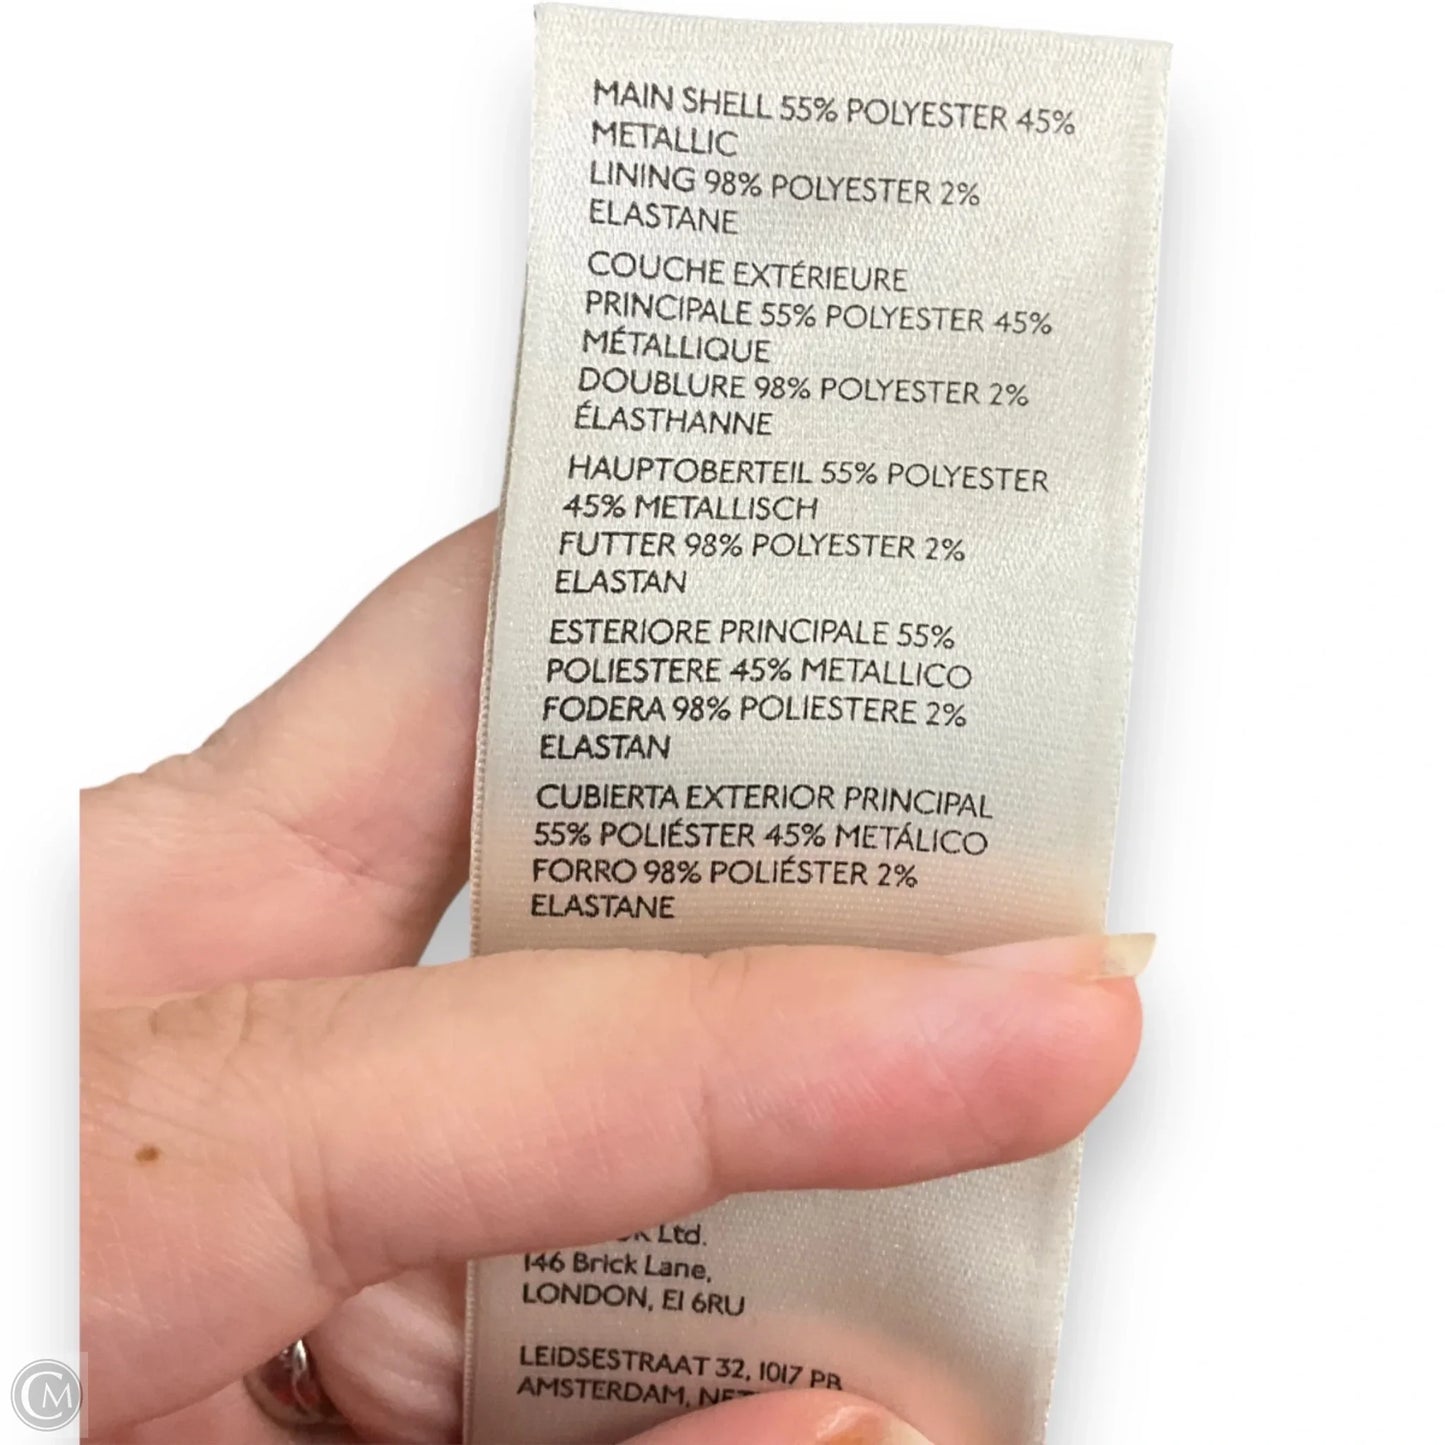 MAIN SHELL 55% POLYESTER 45%
METALLIC
LINING 98% POLYESTER 2%
ELASTANE
COUCHE EXTÉRIEURE
PRINCIPALE 55% POLYESTER 45%
MÉTALLIQUE
DOUBLURE 98% POLYESTER 2%
ÉLASTHANNE
HAUPTOBERTEIL 55% POLYESTER
45% METALLISCH
FUTTER 98% POLYESTER 2%
ELASTAN
ESTERIORE PRINCIPALE 55%
POLIESTERE 45% METALLICO
FODERA 98% POLIESTERE 2%
ELASTAN
CUBIERTA EXTERIOR PRINCIPAL
55% POLIÉSTER 45% METÁLICO
FORRO 98% POLIÉSTER 2%
ELASTANE
Ltd.
146 Brick Lane,
LONDON, E1 6RU
LEIDSESTRAAT 32, 1017 PB
AMSTERDAM,
CM